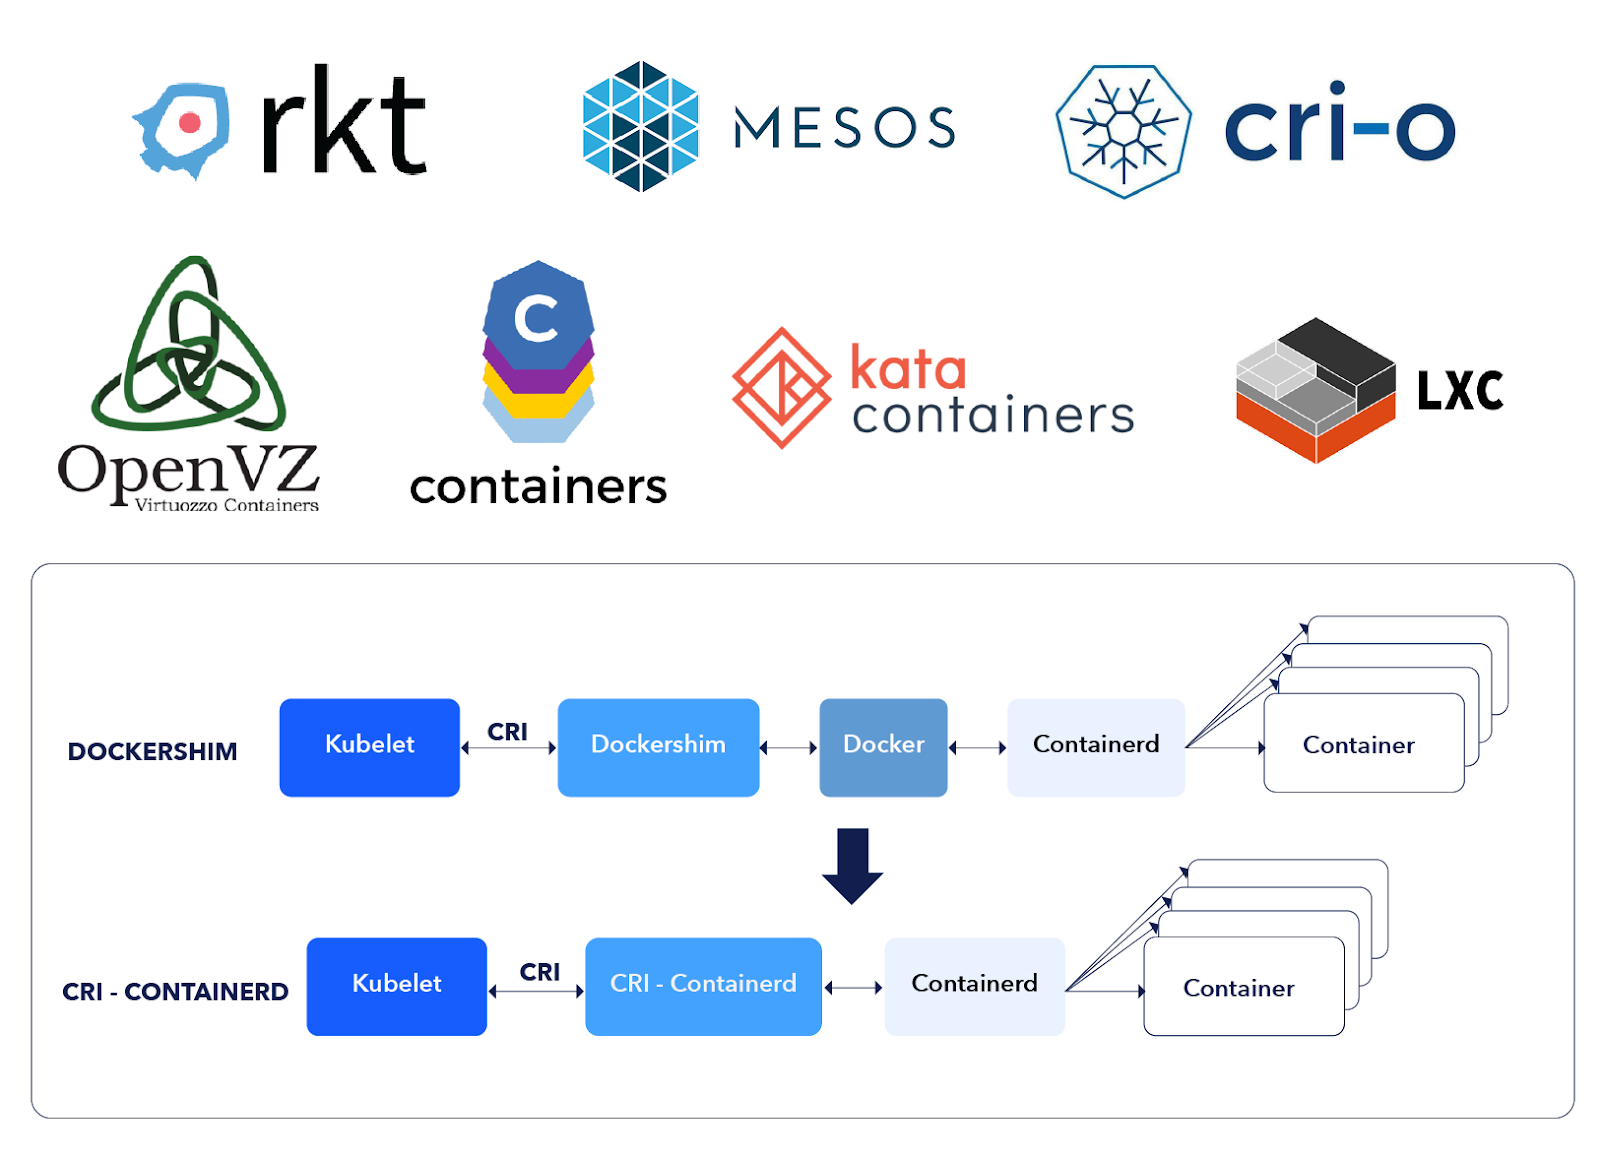 rkt
MESOS
cri-o
OpenVZ
Virtuozzo Containers
C
containers
kata
containers
LXC
DOCKERSHIM
Kubelet
CRI
Dockershim
Docker
Containerd
Container
CRI - CONTAINERD
Kubelet
CRI
CRI - Containerd
Containerd
Container